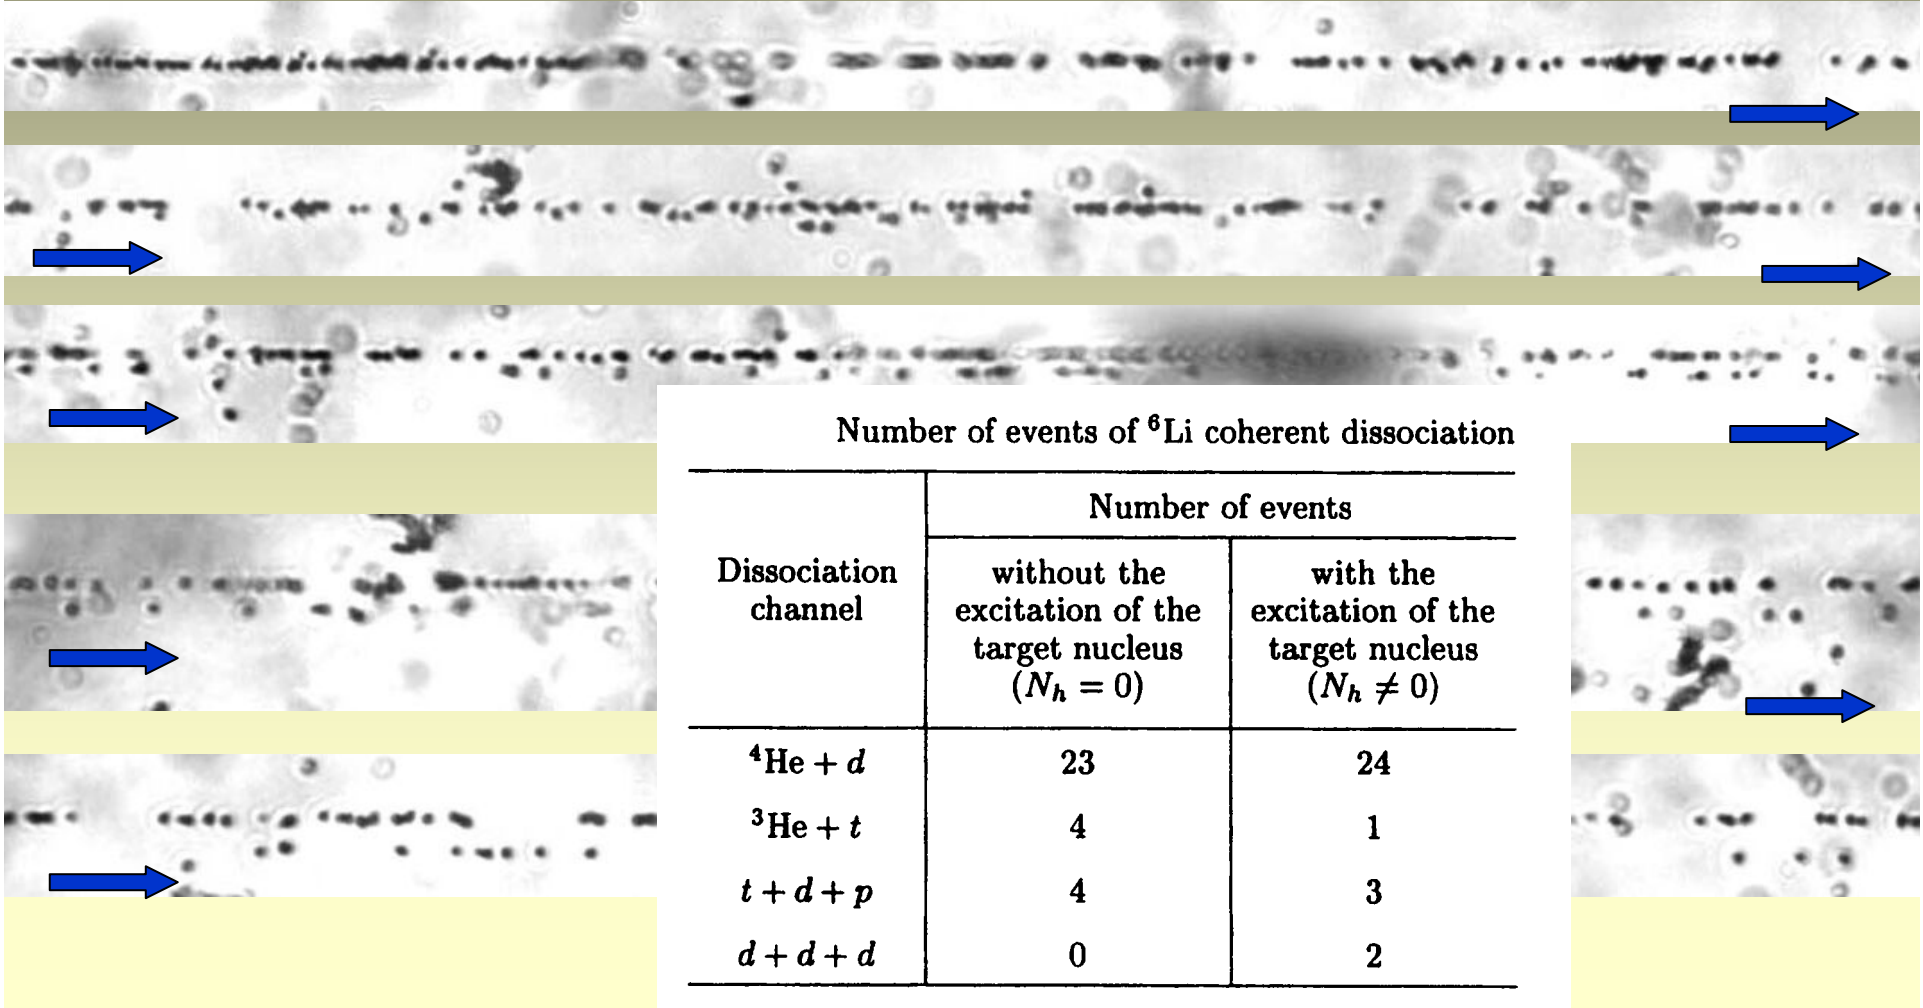 Number of events of ⁶Li coherent dissociation
Number of events
Dissociation channel
without the excitation of the target nucleus (Nₕ = 0)
with the excitation of the target nucleus (Nₕ ≠ 0)
⁴He + d 23 24
³He + t 4 1
t + d + p 4 3
d + d + d 0 2